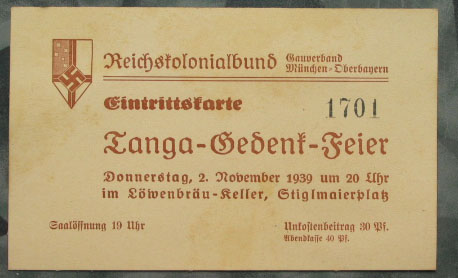 Reichskolonialbund Gauverband
München-Oberbayern
Eintrittskarte 1701
Tanga-Gedenk-Feier
Donnerstag, 2. November 1939 um 20 Uhr
im Löwenbräu-Keller, Stiglmaierplatz
Saalöffnung 19 Uhr Unkostenbeitrag 30 Pf.
Abendkasse 40 Pf.